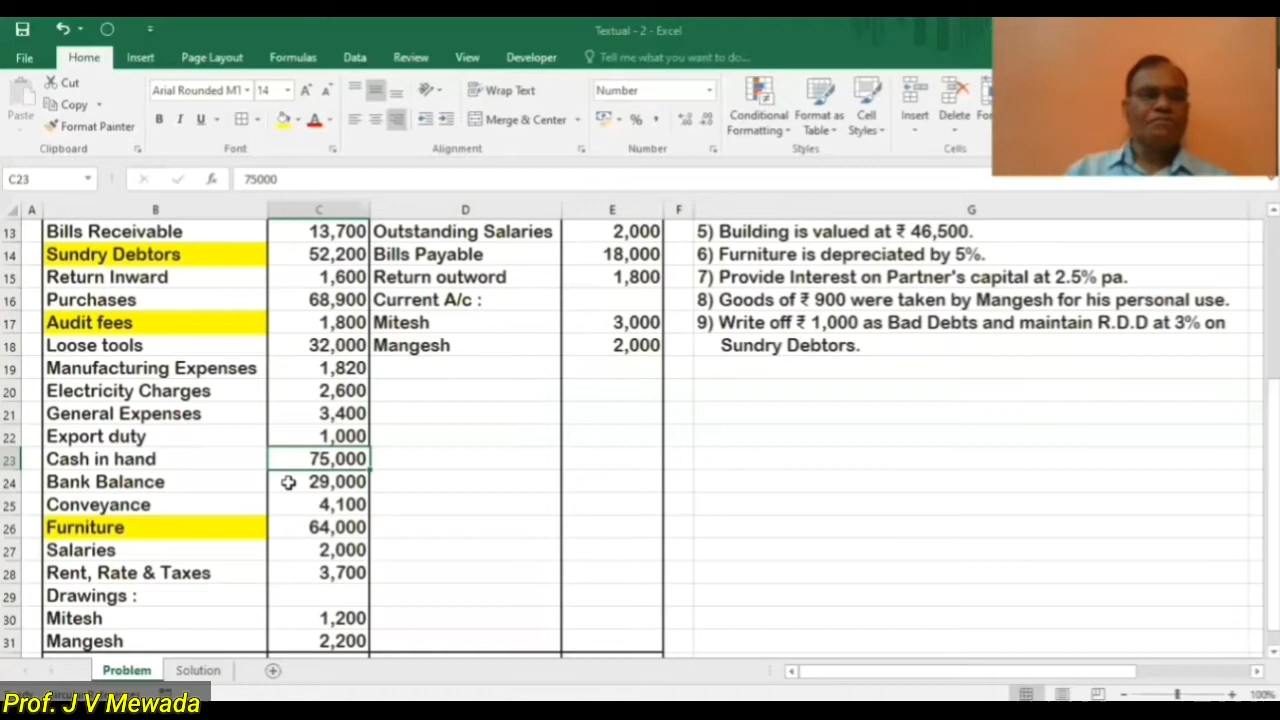 Textual - 2 - Excel
File Home Insert Page Layout Formulas Data Review View Developer Tell me what you want to do...
Cut
Copy
Format Painter
Paste
Clipboard
Arial Rounded M1 14
B I U
Font
Wrap Text
Merge & Center
Alignment
Number
%
Number
Conditional Formatting
Format as Table
Cell Styles
Styles
Insert Delete
Cells
C23 fx 75000
A B C D E F G
13 Bills Receivable 13,700 Outstanding Salaries 2,000 5) Building is valued at ₹ 46,500.
14 Sundry Debtors 52,200 Bills Payable 18,000 6) Furniture is depreciated by 5%.
15 Return Inward 1,600 Return outword 1,800 7) Provide Interest on Partner's capital at 2.5% pa.
16 Purchases 68,900 Current A/c : 8) Goods of ₹ 900 were taken by Mangesh for his personal use.
17 Audit fees 1,800 Mitesh 3,000 9) Write off ₹ 1,000 as Bad Debts and maintain R.D.D at 3% on
18 Loose tools 32,000 Mangesh 2,000 Sundry Debtors.
19 Manufacturing Expenses 1,820
20 Electricity Charges 2,600
21 General Expenses 3,400
22 Export duty 1,000
23 Cash in hand 75,000
24 Bank Balance 29,000
25 Conveyance 4,100
26 Furniture 64,000
27 Salaries 2,000
28 Rent, Rate & Taxes 3,700
29 Drawings :
30 Mitesh 1,200
31 Mangesh 2,200
Problem Solution
100%
Prof. J V Mewada